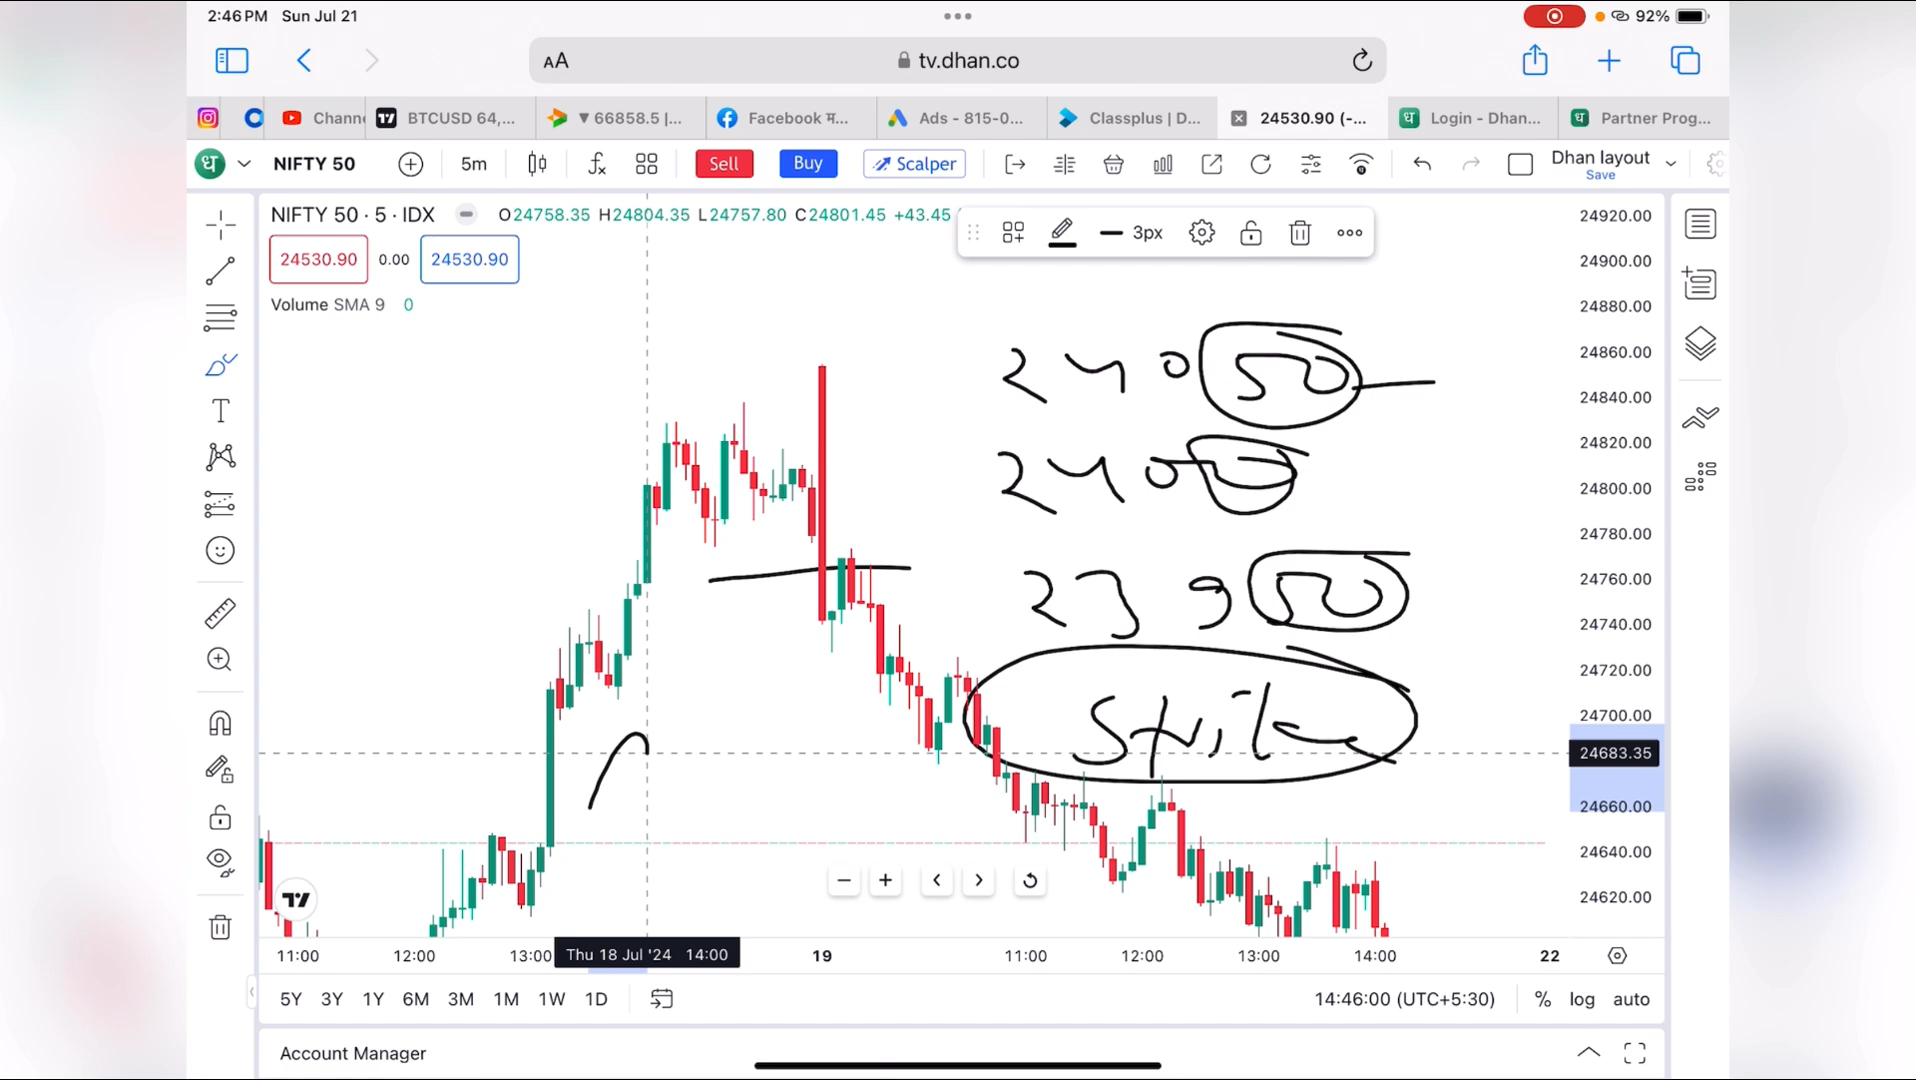 2:46 PM Sun Jul 21
92%
AA tv.dhan.co
Channe
BTCUSD 64,...
▼ 66858.5 |...
Facebook म...
Ads - 815-0...
Classplus | D...
24530.90 (-...
Login - Dhan...
Partner Prog...
NIFTY 50 5m Sell Buy Scalper Dhan layout
Save
NIFTY 50 · 5 · IDX O24758.35 H24804.35 L24757.80 C24801.45 +43.45
3px
24530.90 0.00 24530.90
Volume SMA 9 0
24920.00
24900.00
24880.00
24860.00
24840.00
24820.00
24800.00
24780.00
24760.00
24740.00
24720.00
24700.00
24683.35
24660.00
24640.00
24620.00
24050
2400
23950
11:00 12:00 13:00 Thu 18 Jul '24 14:00 19 11:00 12:00 13:00 14:00 22
5Y 3Y 1Y 6M 3M 1M 1W 1D 14:46:00 (UTC+5:30) % log auto
Account Manager